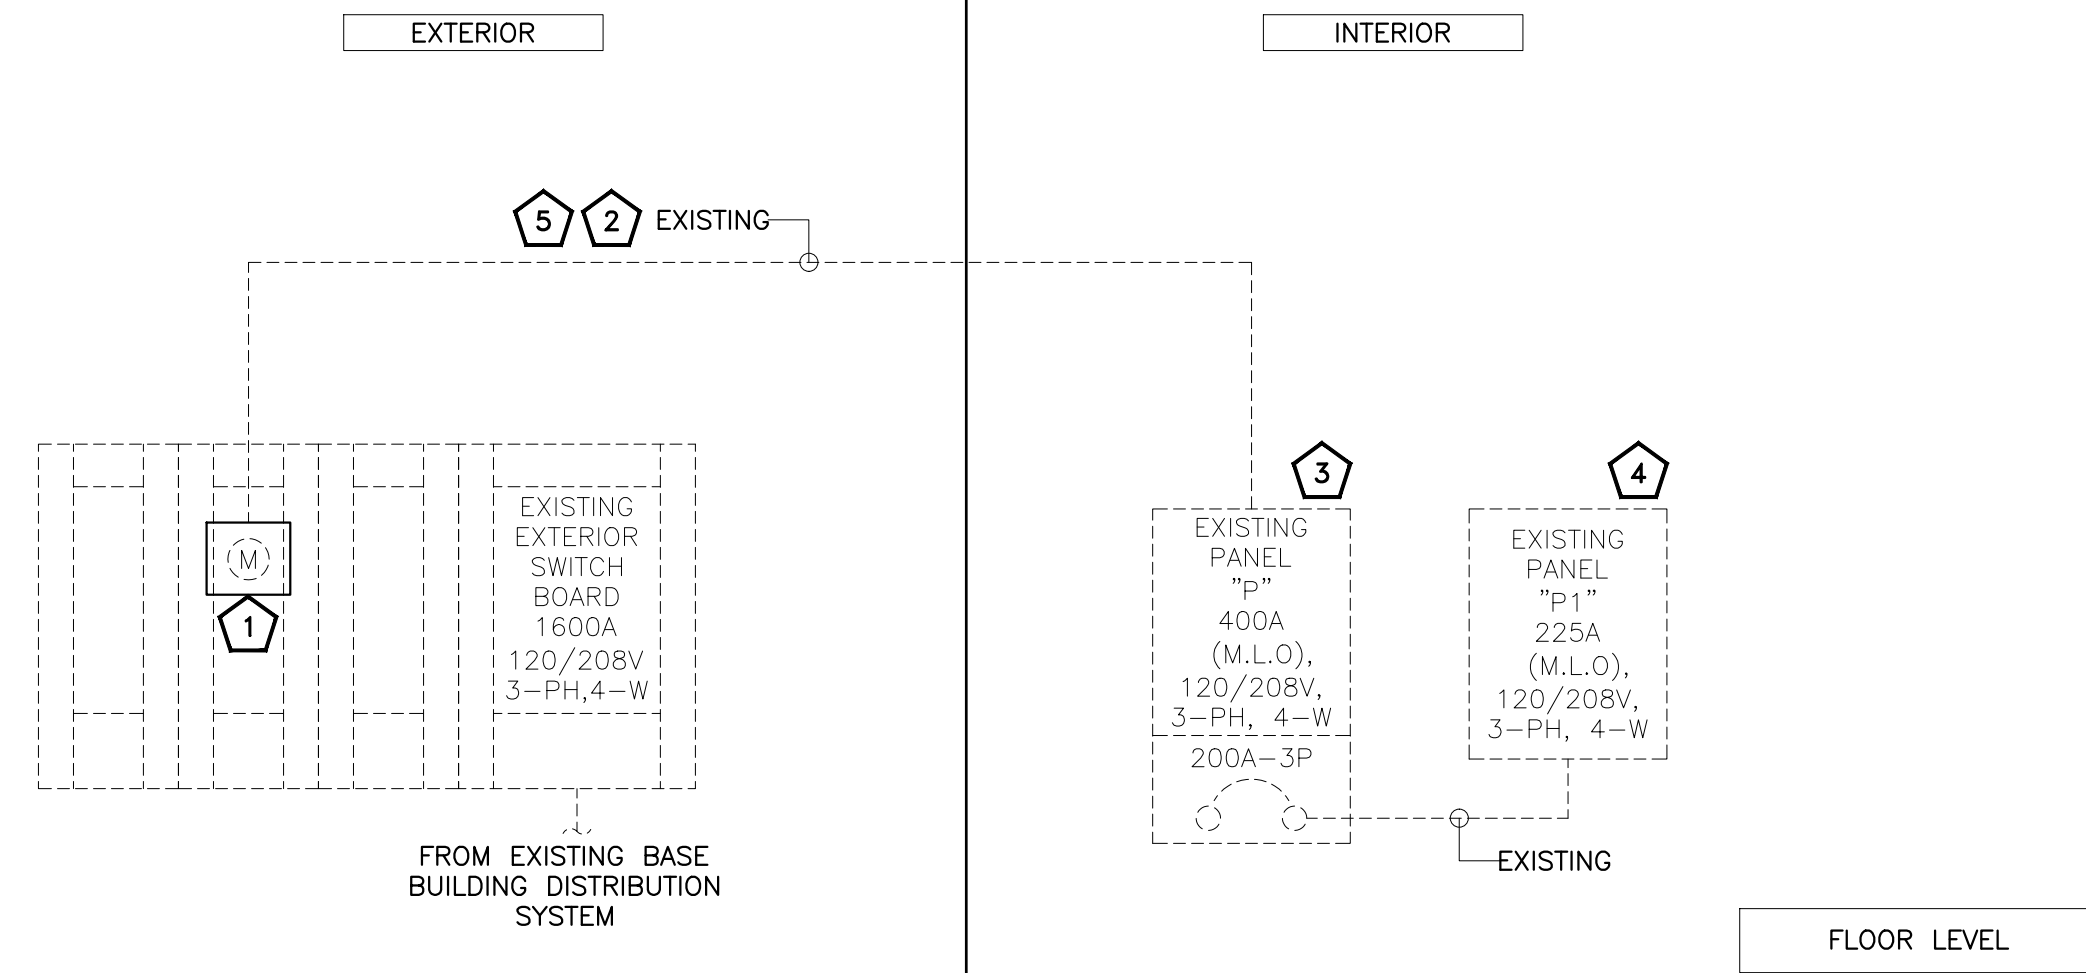 EXTERIOR
INTERIOR
5 2 EXISTING
EXISTING
EXTERIOR
SWITCH
BOARD
1600A
120/208V
3-PH,4-W
M
1
FROM EXISTING BASE
BUILDING DISTRIBUTION
SYSTEM
3
EXISTING
PANEL
"P"
400A
(M.L.O),
120/208V,
3-PH, 4-W
200A-3P
4
EXISTING
PANEL
"P1"
225A
(M.L.O),
120/208V,
3-PH, 4-W
EXISTING
FLOOR LEVEL